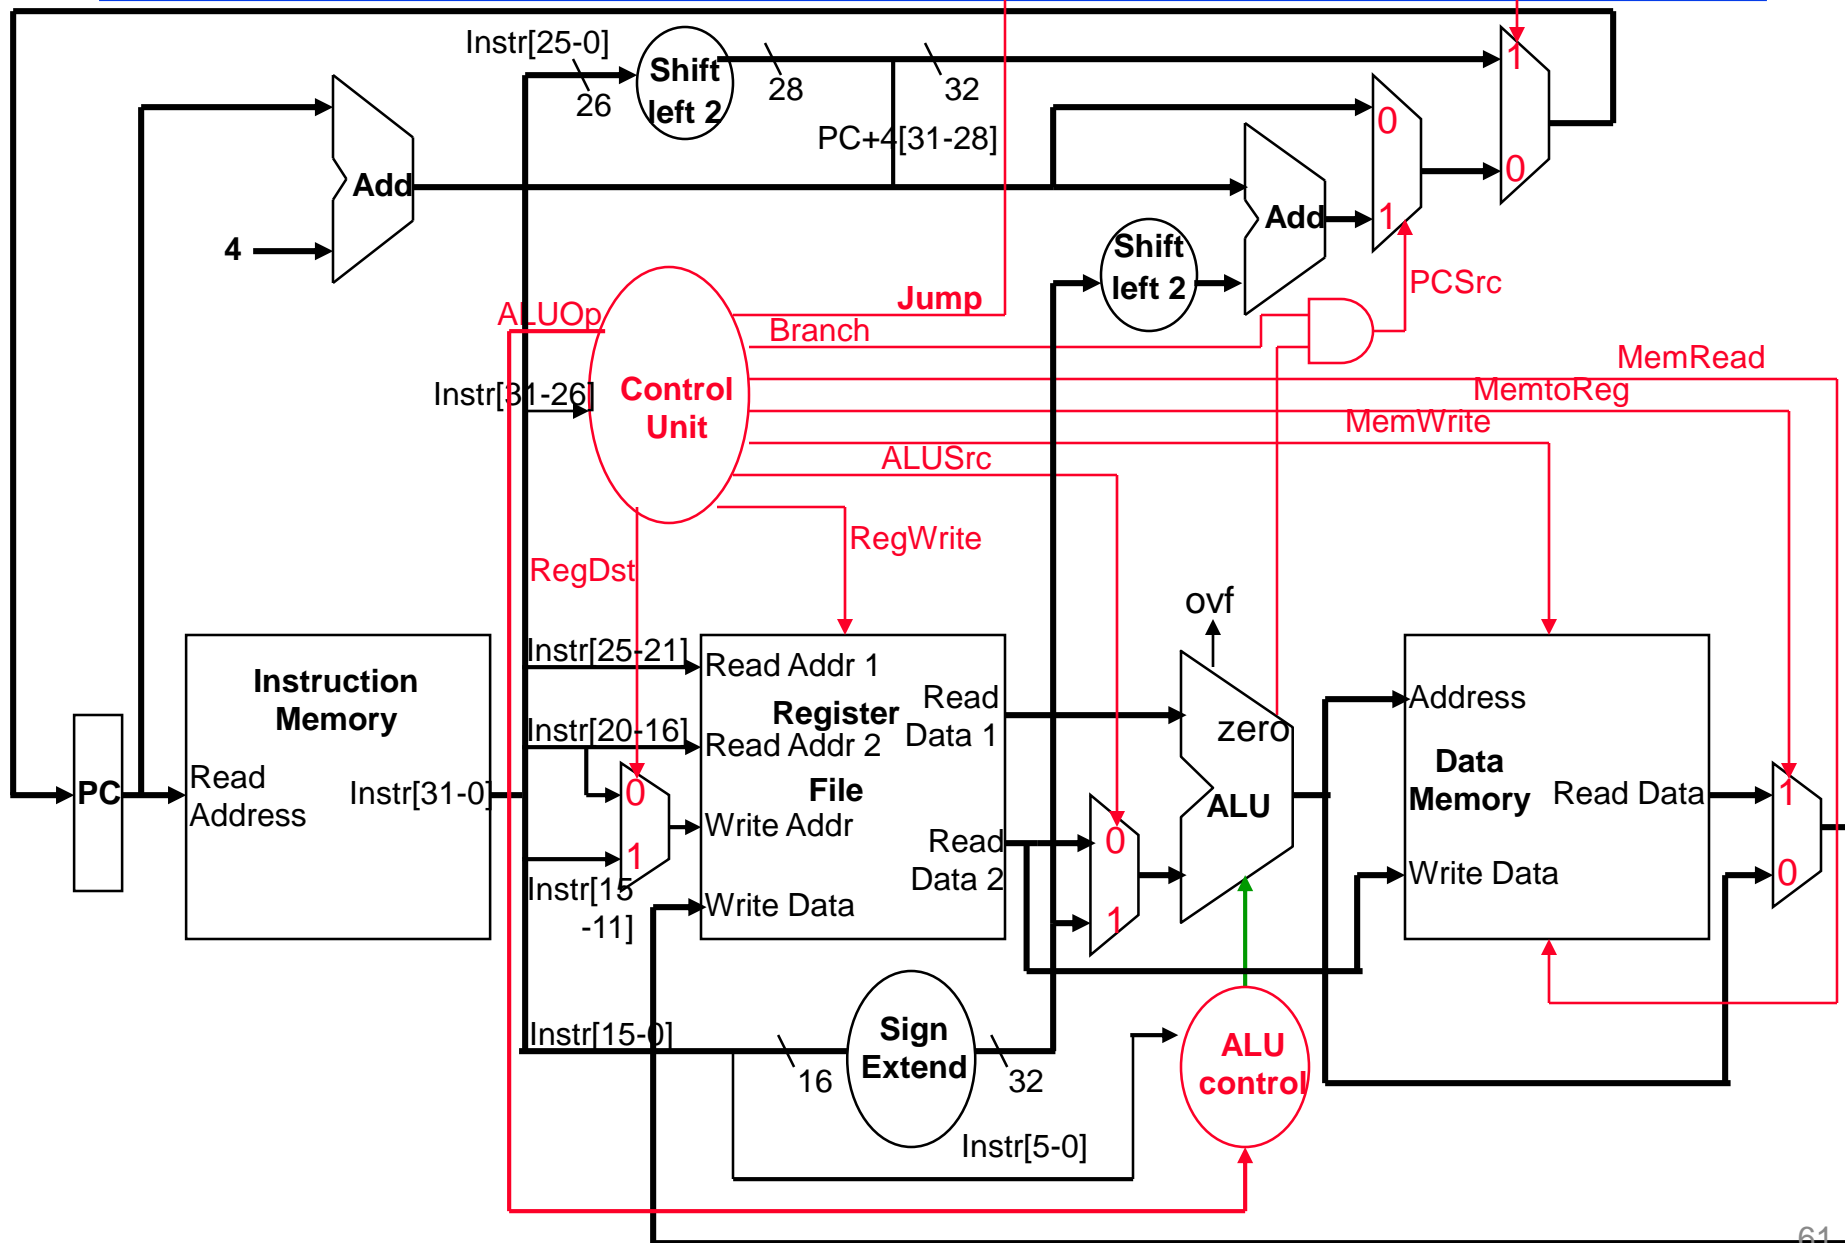 Instr[25-0]
26
Shift
left 2
28
32
PC+4[31-28]
1
0
0
1
Add
4
Add
Shift
left 2
PCSrc
ALUOp
Jump
Branch
MemRead
Instr[31-26]
Control
Unit
MemtoReg
MemWrite
ALUSrc
RegWrite
RegDst
ovf
Instruction
Memory
Read
Address
Instr[31-0]
PC
Instr[25-21]
Read Addr 1
Instr[20-16]
Register
Read Addr 2
File
Write Addr
Write Data
Read
Data 1
Read
Data 2
0
1
Instr[15
-11]
zero
ALU
0
1
Address
Data
Memory
Read Data
Write Data
1
0
Instr[15-0]
16
Sign
Extend
32
ALU
control
Instr[5-0]
61